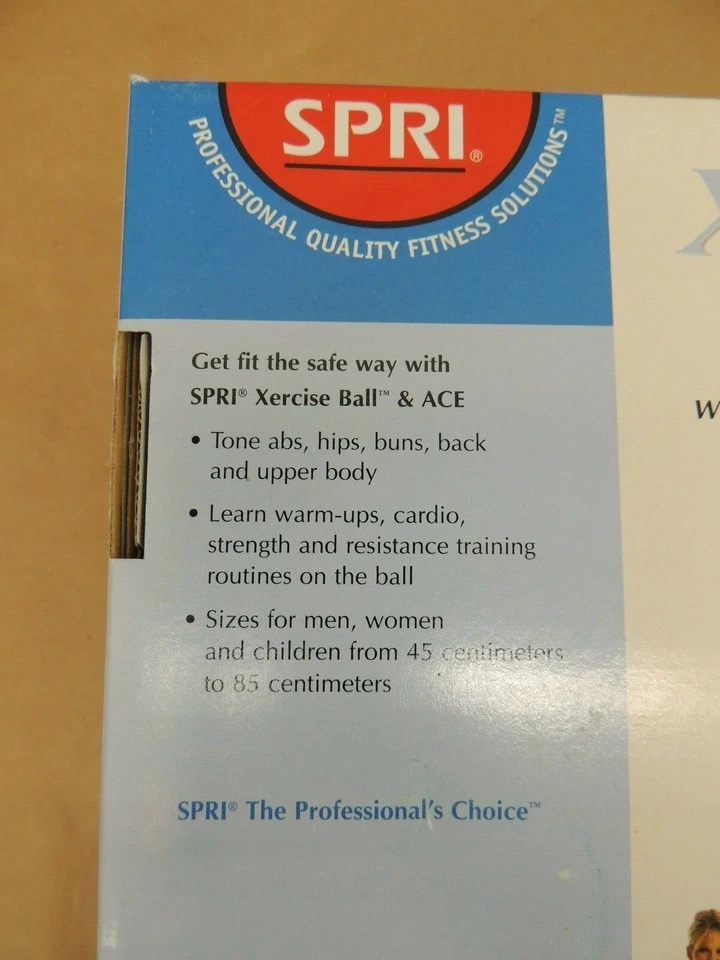 SPRI®
PROFESSIONAL QUALITY FITNESS SOLUTIONS™
Get fit the safe way with
SPRI® Xercise Ball™ & ACE
• Tone abs, hips, buns, back
and upper body
• Learn warm-ups, cardio,
strength and resistance training
routines on the ball
• Sizes for men, women
and children from 45 centimeters
to 85 centimeters
SPRI® The Professional's Choice™